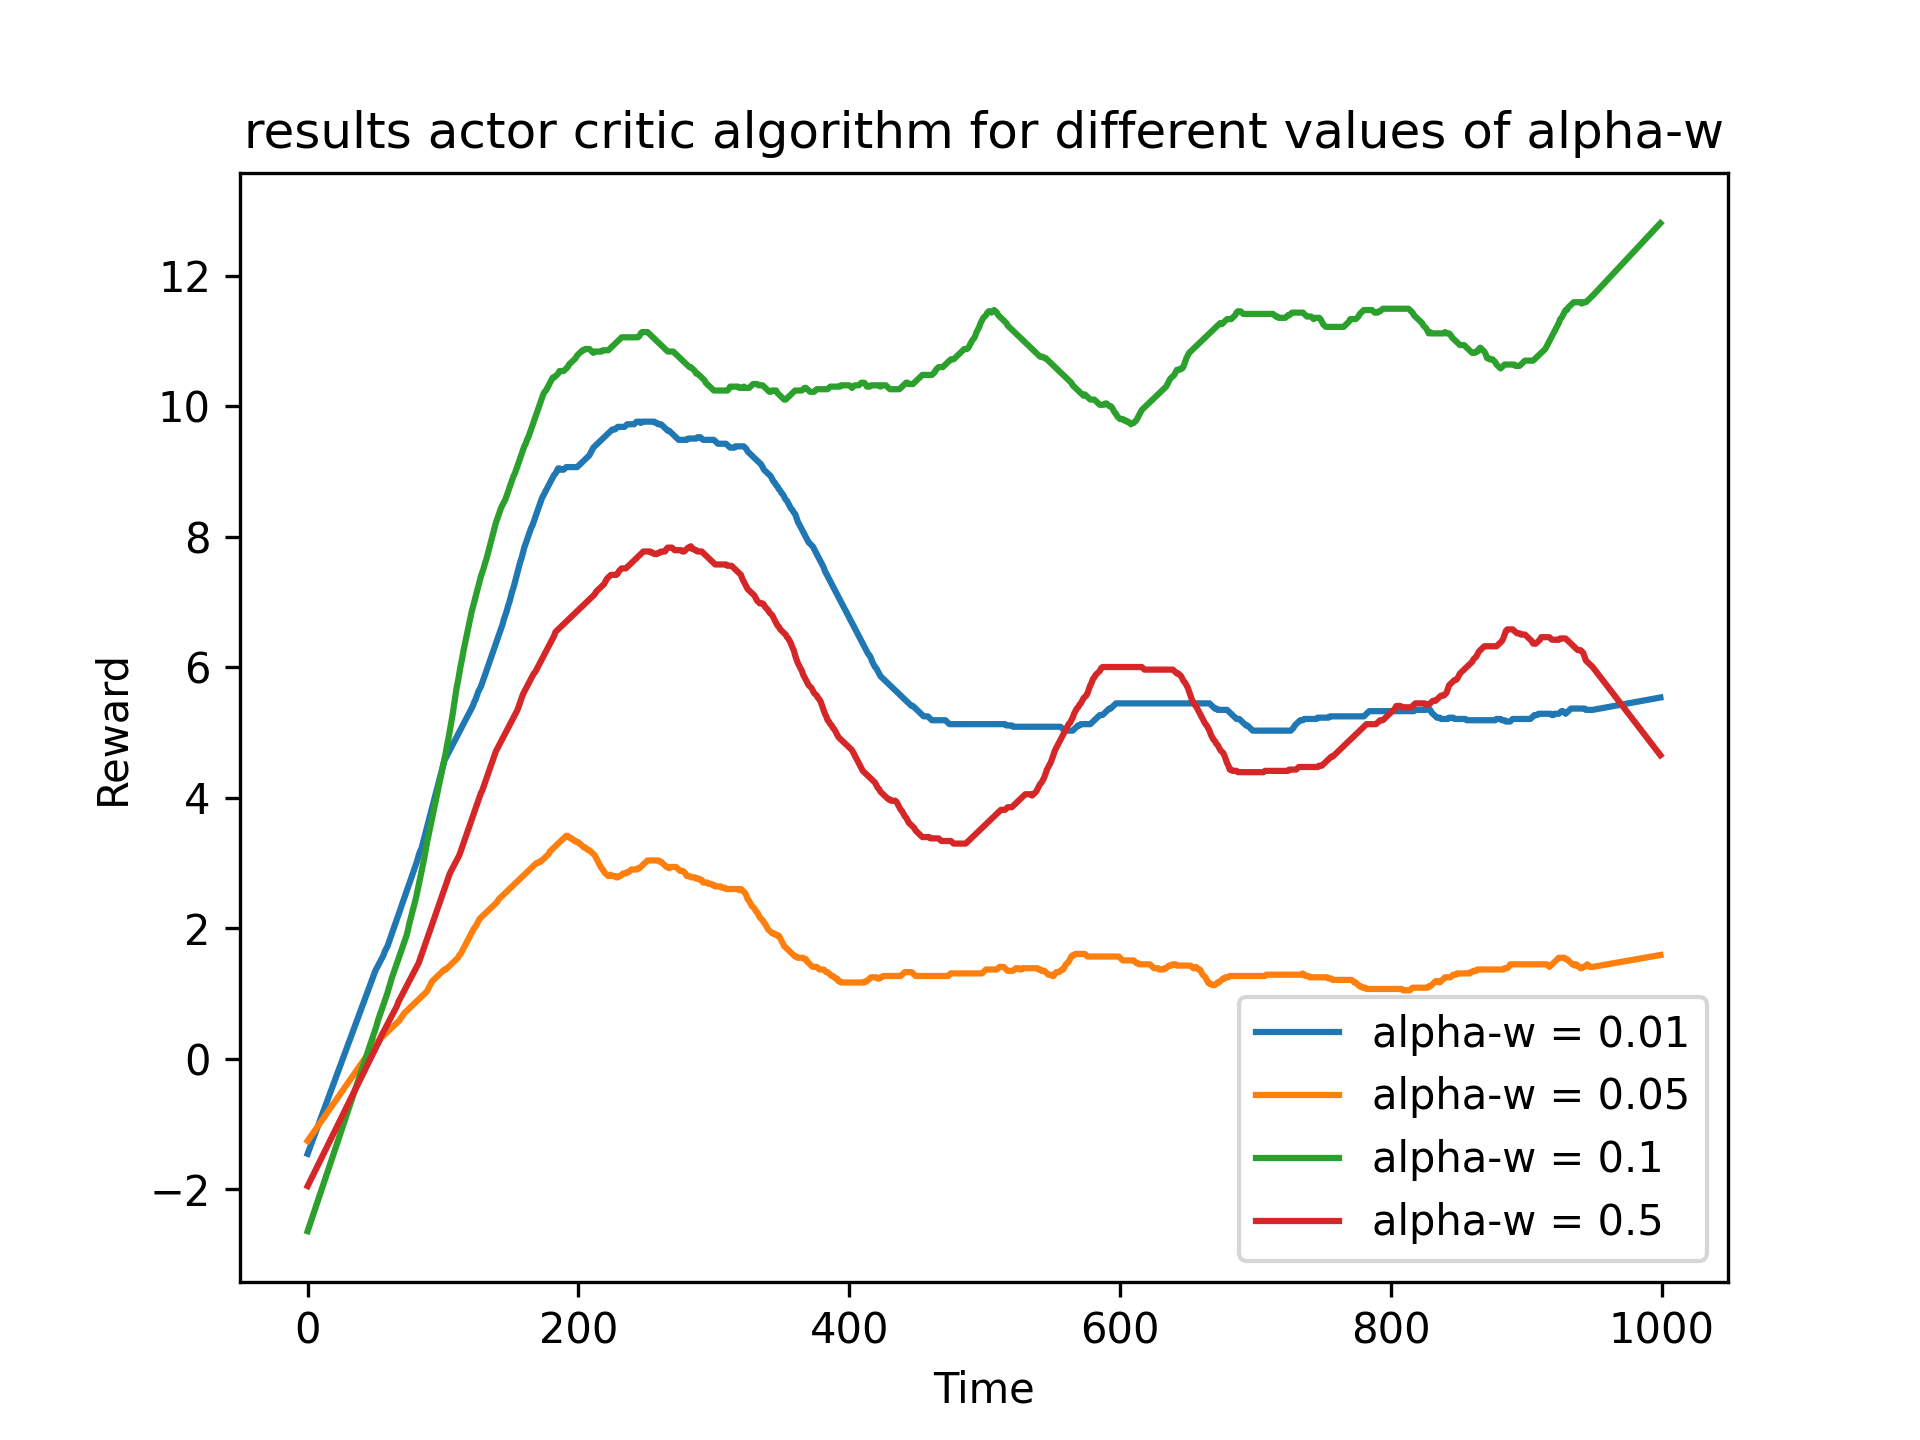 results actor critic algorithm for different values of alpha-w
12
10
8
6
4
2
0
−2
Reward
0 200 400 600 800 1000
Time
alpha-w = 0.01
alpha-w = 0.05
alpha-w = 0.1
alpha-w = 0.5